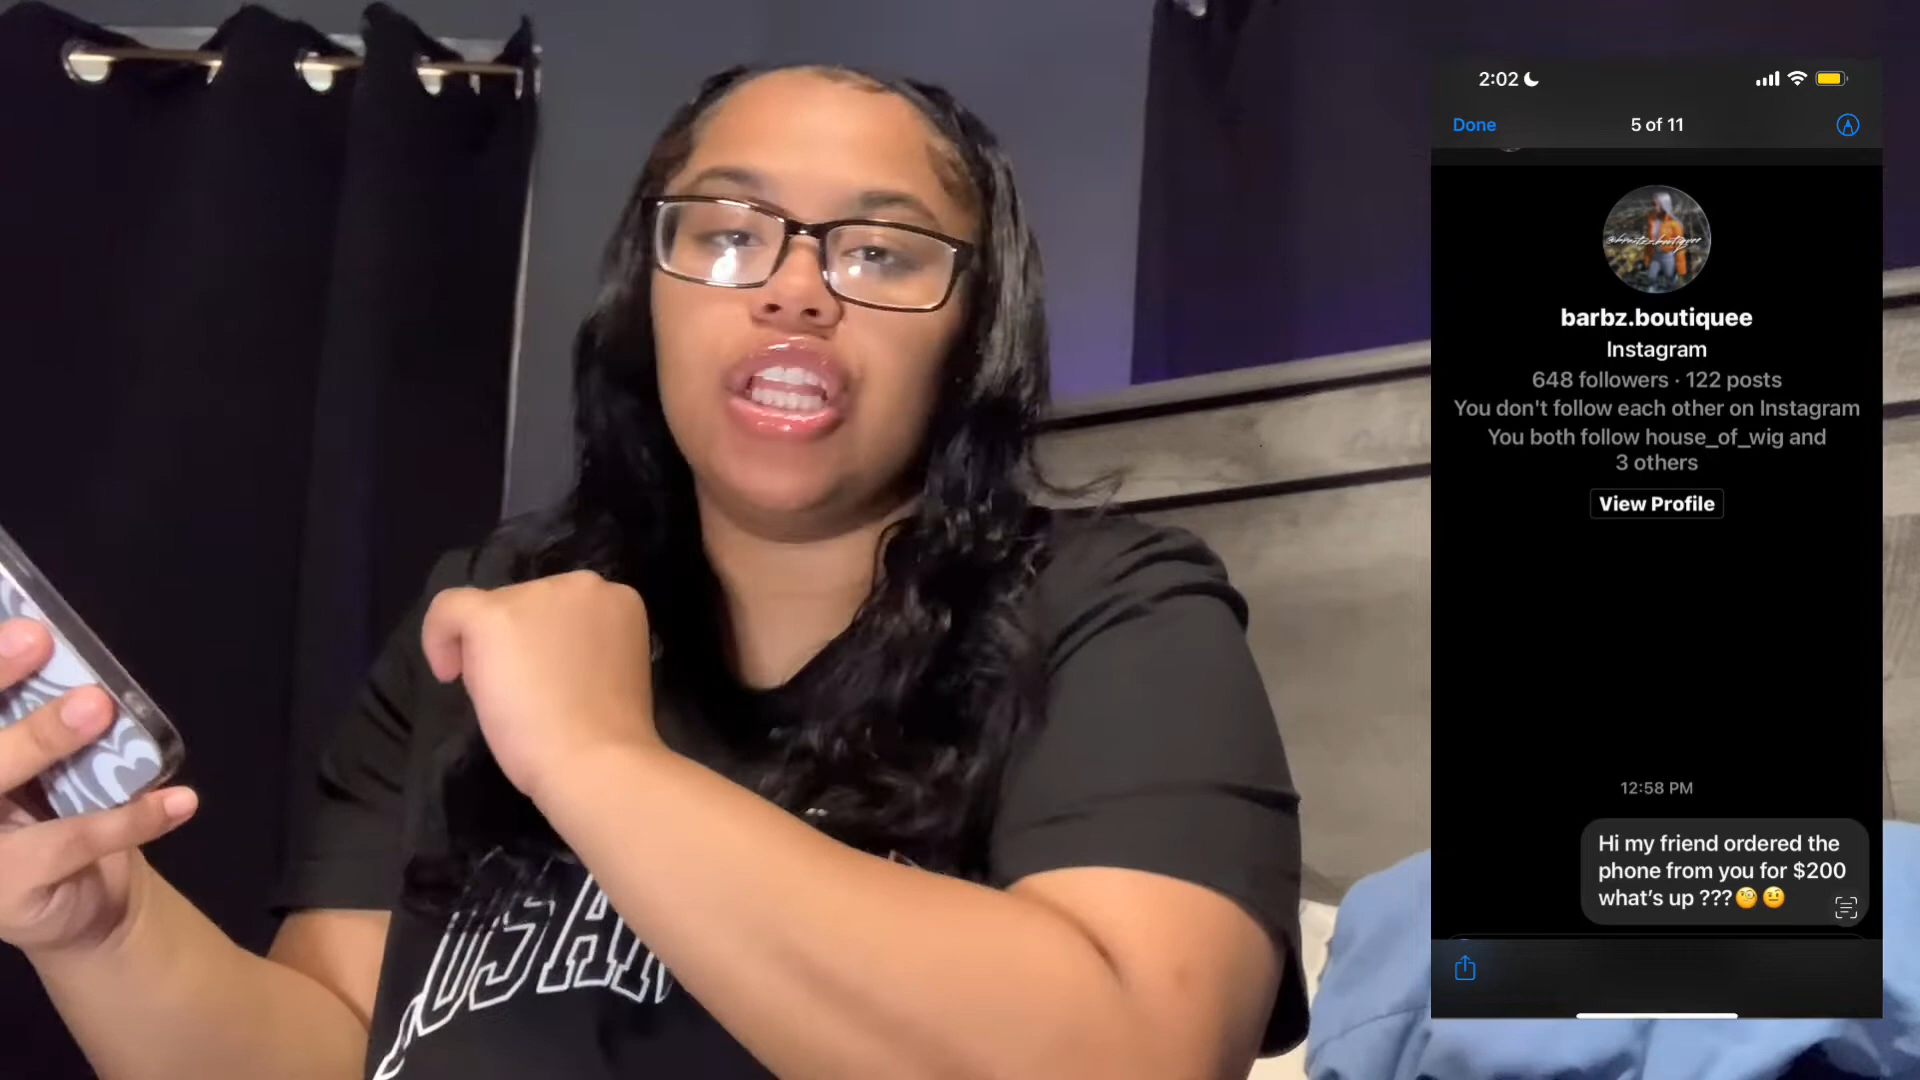 2:02
Done
5 of 11
barbz.boutiquee
Instagram
648 followers · 122 posts
You don't follow each other on Instagram
You both follow house_of_wig and
3 others
View Profile
12:58 PM
Hi my friend ordered the
phone from you for $200
what's up ???🧐🤨